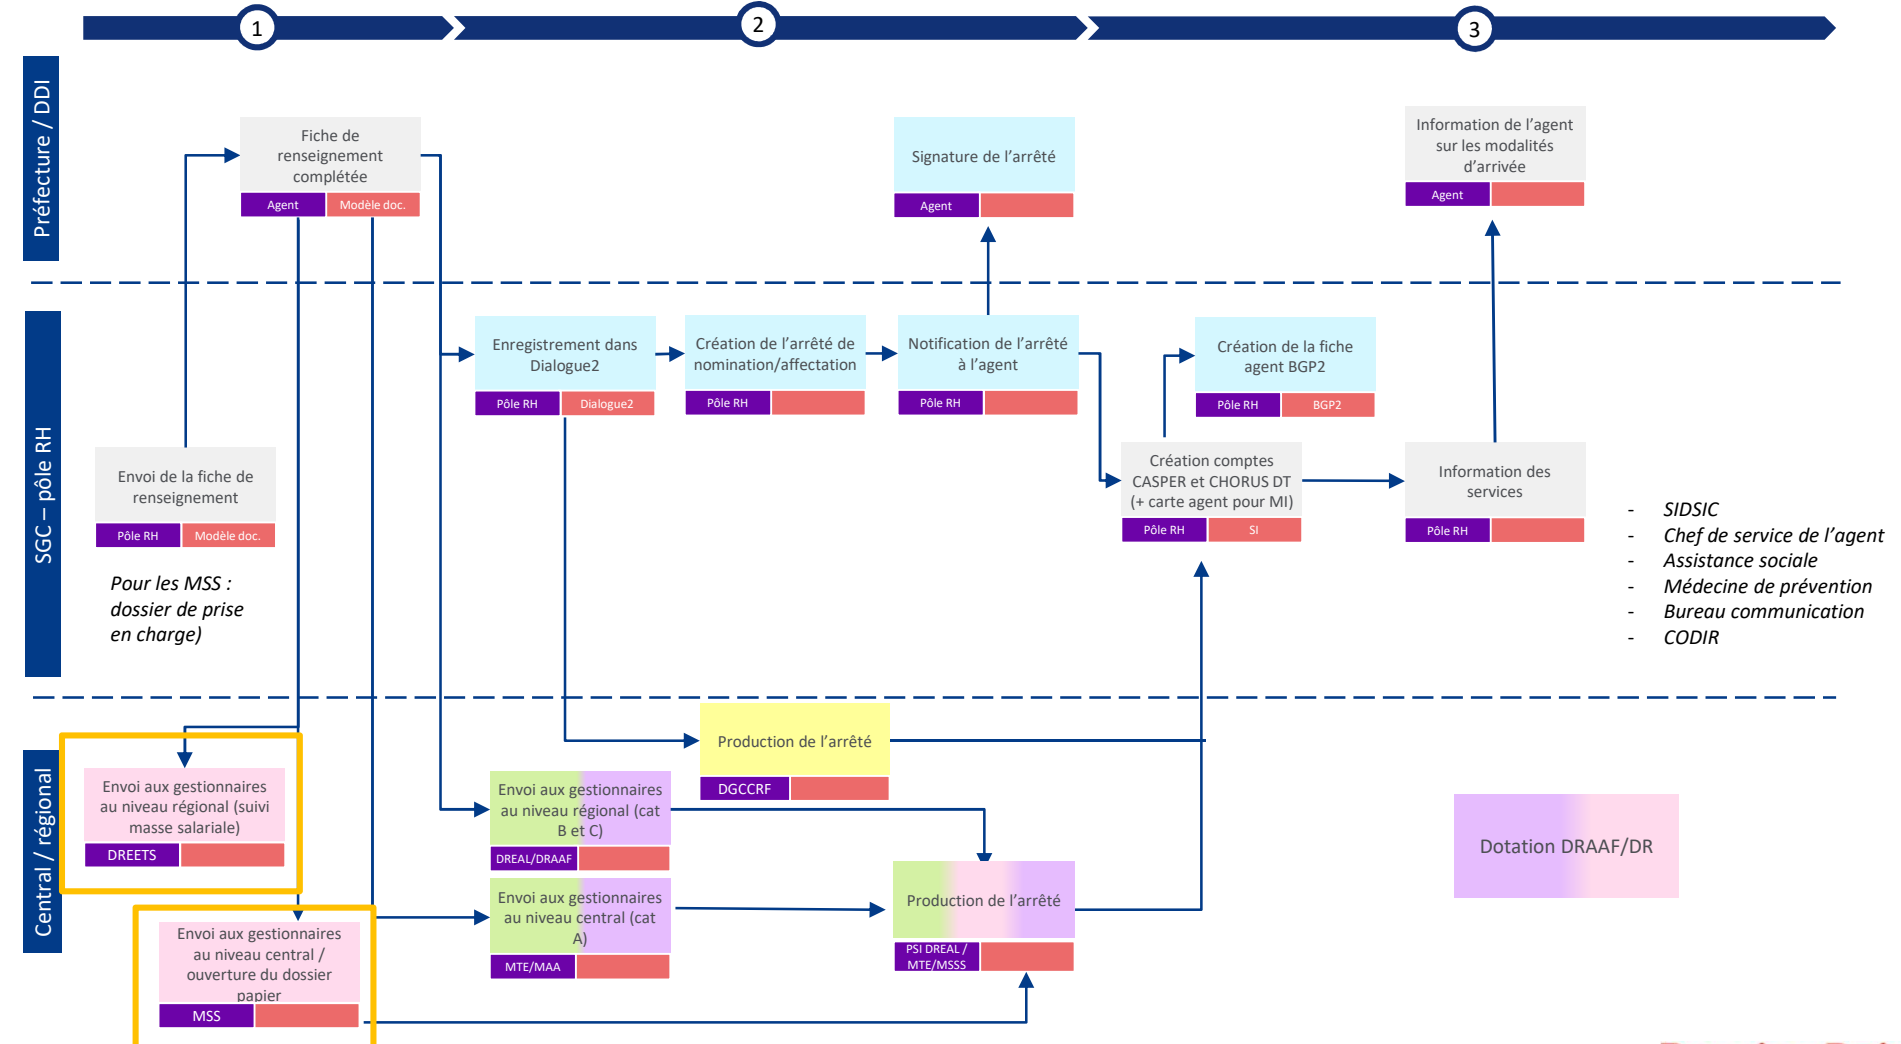 1
2
3
Préfecture / DDI
Fiche de
renseignement
complétée
Agent
Modèle doc.
Signature de l’arrêté
Agent
Information de l’agent
sur les modalités
d’arrivée
Agent
SGC – pôle RH
Enregistrement dans
Dialogue2
Pôle RH
Dialogue2
Création de l’arrêté de
nomination/affectation
Pôle RH
Notification de l’arrêté
à l’agent
Pôle RH
Création de la fiche
agent BGP2
Pôle RH
BGP2
Envoi de la fiche de
renseignement
Pôle RH
Modèle doc.
Pour les MSS :
dossier de prise
en charge)
Création comptes
CASPER et CHORUS DT
(+ carte agent pour MI)
Pôle RH
SI
Information des
services
Pôle RH
- SIDSIC
- Chef de service de l’agent
- Assistance sociale
- Médecine de prévention
- Bureau communication
- CODIR
Central / régional
Envoi aux gestionnaires
au niveau régional (suivi
masse salariale)
DREETS
Envoi aux gestionnaires
au niveau central /
ouverture du dossier
papier
MSS
Production de l’arrêté
DGCCRF
Envoi aux gestionnaires
au niveau régional (cat
B et C)
DREAL/DRAAF
Envoi aux gestionnaires
au niveau central (cat
A)
MTE/MAA
Production de l’arrêté
PSI DREAL /
MTE/MSSS
Dotation DRAAF/DR